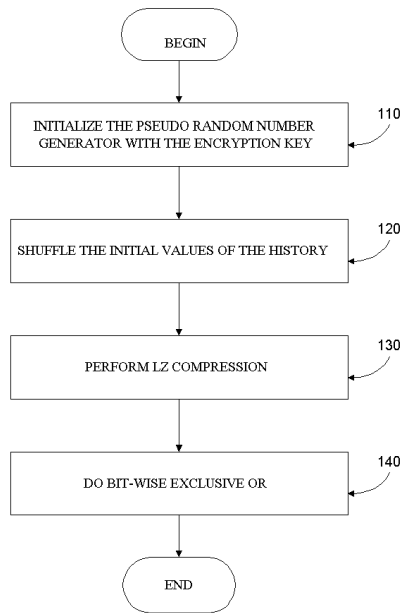 BEGIN
INITIALIZE THE PSEUDO RANDOM NUMBER
GENERATOR WITH THE ENCRYPTION KEY
110
SHUFFLE THE INITIAL VALUES OF THE HISTORY
120
PERFORM LZ COMPRESSION
130
DO BIT-WISE EXCLUSIVE OR
140
END